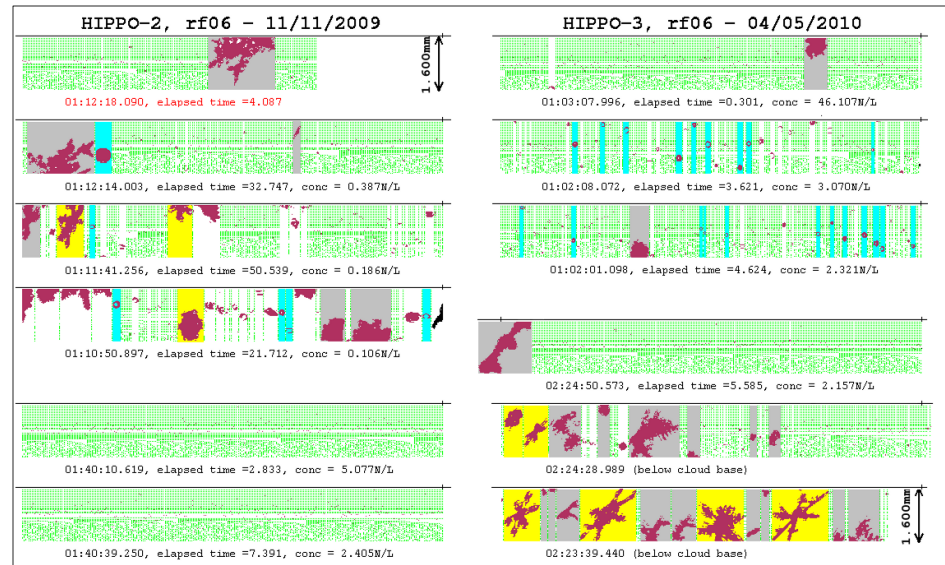 HIPPO-2, rf06 - 11/11/2009
1.600mm
01:12:18.090, elapsed time =4.087
01:12:14.003, elapsed time =32.747, conc = 0.387N/L
01:11:41.256, elapsed time =50.539, conc = 0.186N/L
01:10:50.897, elapsed time =21.712, conc = 0.106N/L
01:40:10.619, elapsed time =2.833, conc = 5.077N/L
01:40:39.250, elapsed time =7.391, conc = 2.405N/L
HIPPO-3, rf06 - 04/05/2010
01:03:07.996, elapsed time =0.301, conc = 46.107N/L
01:02:08.072, elapsed time =3.621, conc = 3.070N/L
01:02:01.098, elapsed time =4.624, conc = 2.321N/L
02:24:50.573, elapsed time =5.585, conc = 2.157N/L
02:24:28.989 (below cloud base)
1.600mm
02:23:39.440 (below cloud base)